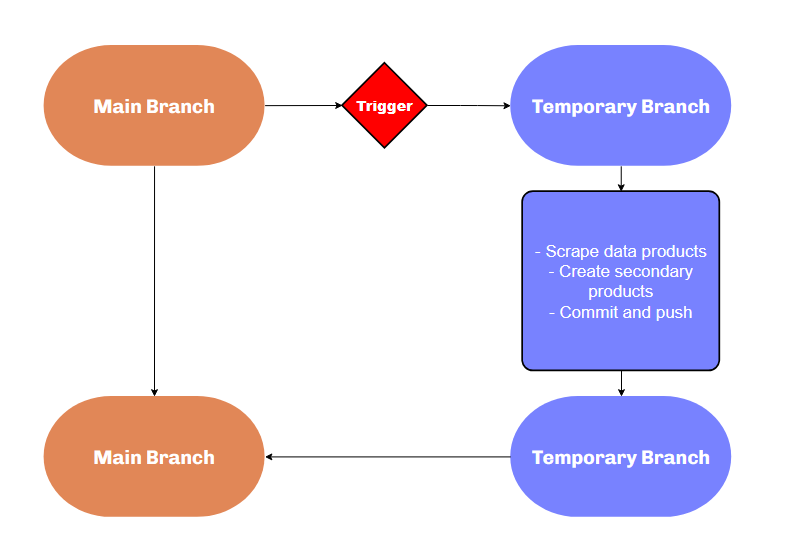 Main Branch
Trigger
Temporary Branch
- Scrape data products
- Create secondary
products
- Commit and push
Main Branch
Temporary Branch